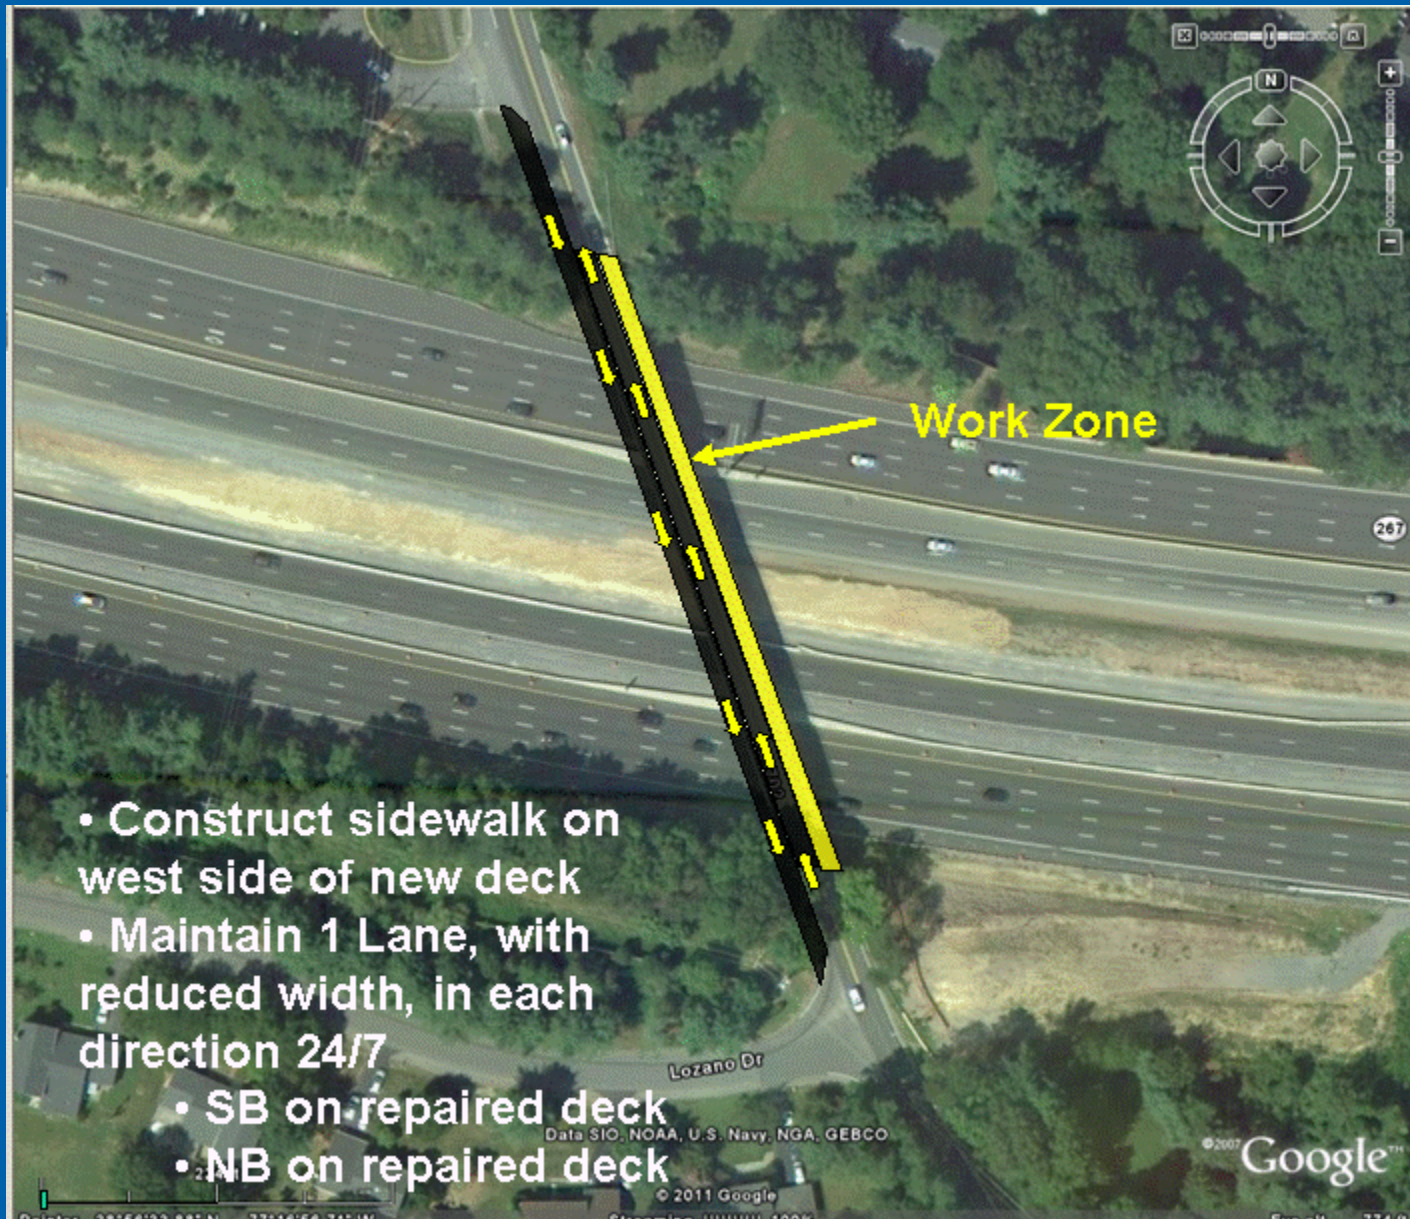 N
Work Zone
267
• Construct sidewalk on
west side of new deck
• Maintain 1 Lane, with
reduced width, in each
direction 24/7
Lozano Dr
• SB on repaired deck
Data SIO, NOAA, U.S. Navy, NGA, GEBCO
• NB on repaired deck
©2007 Google™
© 2011 Google